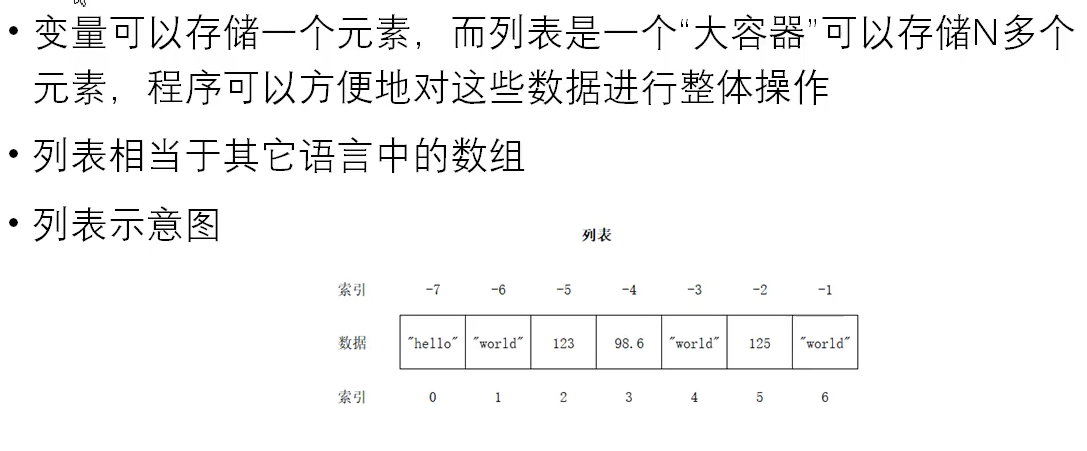 • 变量可以存储一个元素，而列表是一个“大容器”可以存储N多个
元素，程序可以方便地对这些数据进行整体操作
• 列表相当于其它语言中的数组
• 列表示意图
列表
索引 -7 -6 -5 -4 -3 -2 -1
数据 "hello" "world" 123 98.6 "world" 125 "world"
索引 0 1 2 3 4 5 6